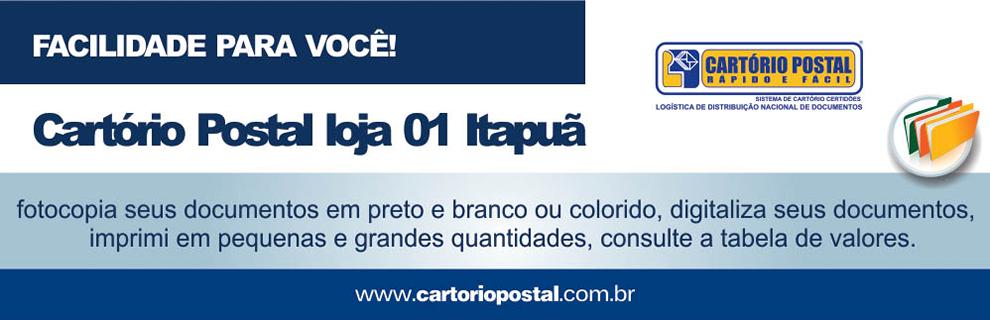 FACILIDADE PARA VOCÊ!
CARTÓRIO POSTAL
RÁPIDO E FÁCIL
SISTEMA DE CARTÓRIO CERTIDÕES
LOGÍSTICA DE DISTRIBUIÇÃO NACIONAL DE DOCUMENTOS
Cartório Postal loja 01 Itapuã
fotocopia seus documentos em preto e branco ou colorido, digitaliza seus documentos,
imprimi em pequenas e grandes quantidades, consulte a tabela de valores.
www.cartoriopostal.com.br